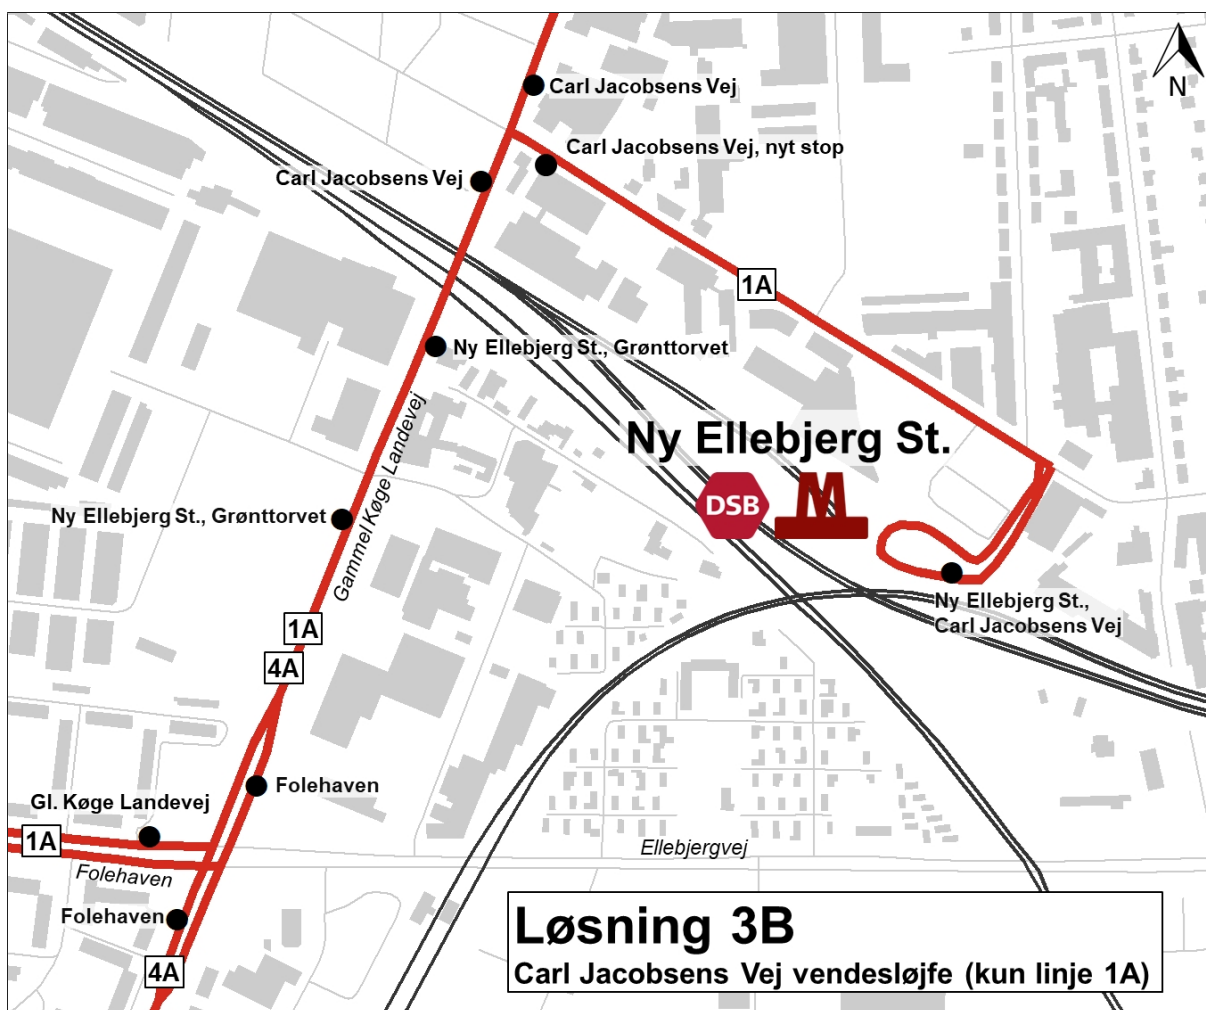 N
Carl Jacobsens Vej
Carl Jacobsens Vej, nyt stop
Carl Jacobsens Vej
1A
Ny Ellebjerg St., Grønttorvet
Gammel Køge Landevej
Ny Ellebjerg St.
DSB
M
Ny Ellebjerg St., Grønttorvet
Ny Ellebjerg St.,
Carl Jacobsens Vej
1A
4A
Folehaven
Gl. Køge Landevej
1A
Ellebjergvej
Folehaven
Folehaven
4A
Løsning 3B
Carl Jacobsens Vej vendesløjfe (kun linje 1A)